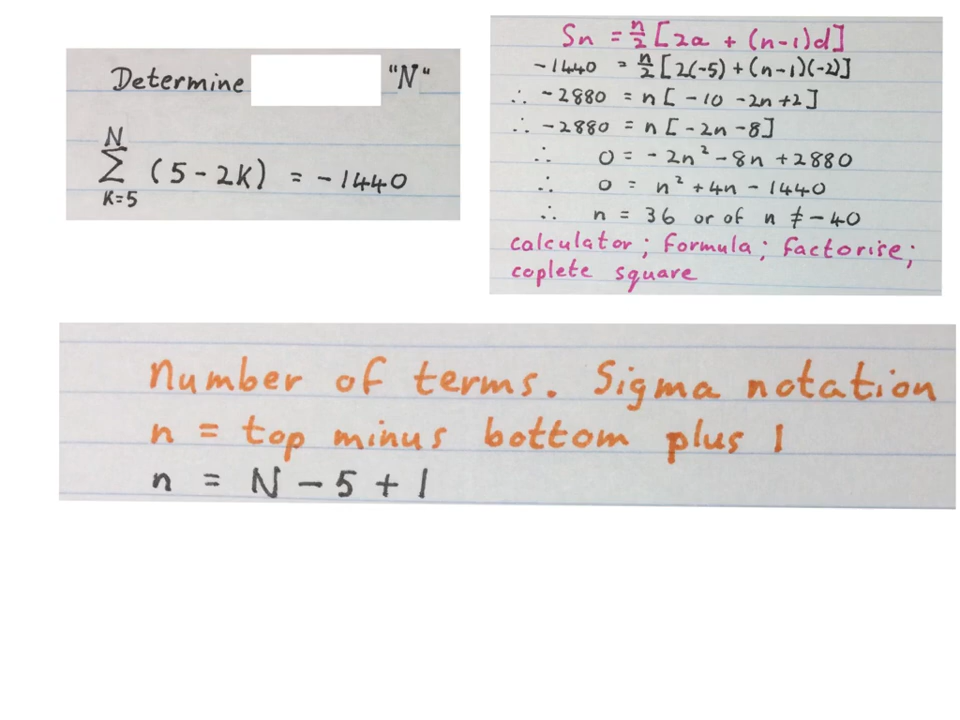 Determine "N"
N
Σ (5-2K) = -1440
K=5
Sn = n/2 [2a + (n-1)d]
-1440 = n/2 [2(-5) + (n-1)(-2)]
∴ -2880 = n [ -10 -2n +2]
∴ -2880 = n [-2n -8]
∴ 0 = -2n² -8n +2880
∴ 0 = n² +4n - 1440
∴ n = 36 or of n ≠ -40
calculator; formula; factorise;
coplete square
Number of terms. Sigma notation
n = top minus bottom plus 1
n = N - 5 + 1